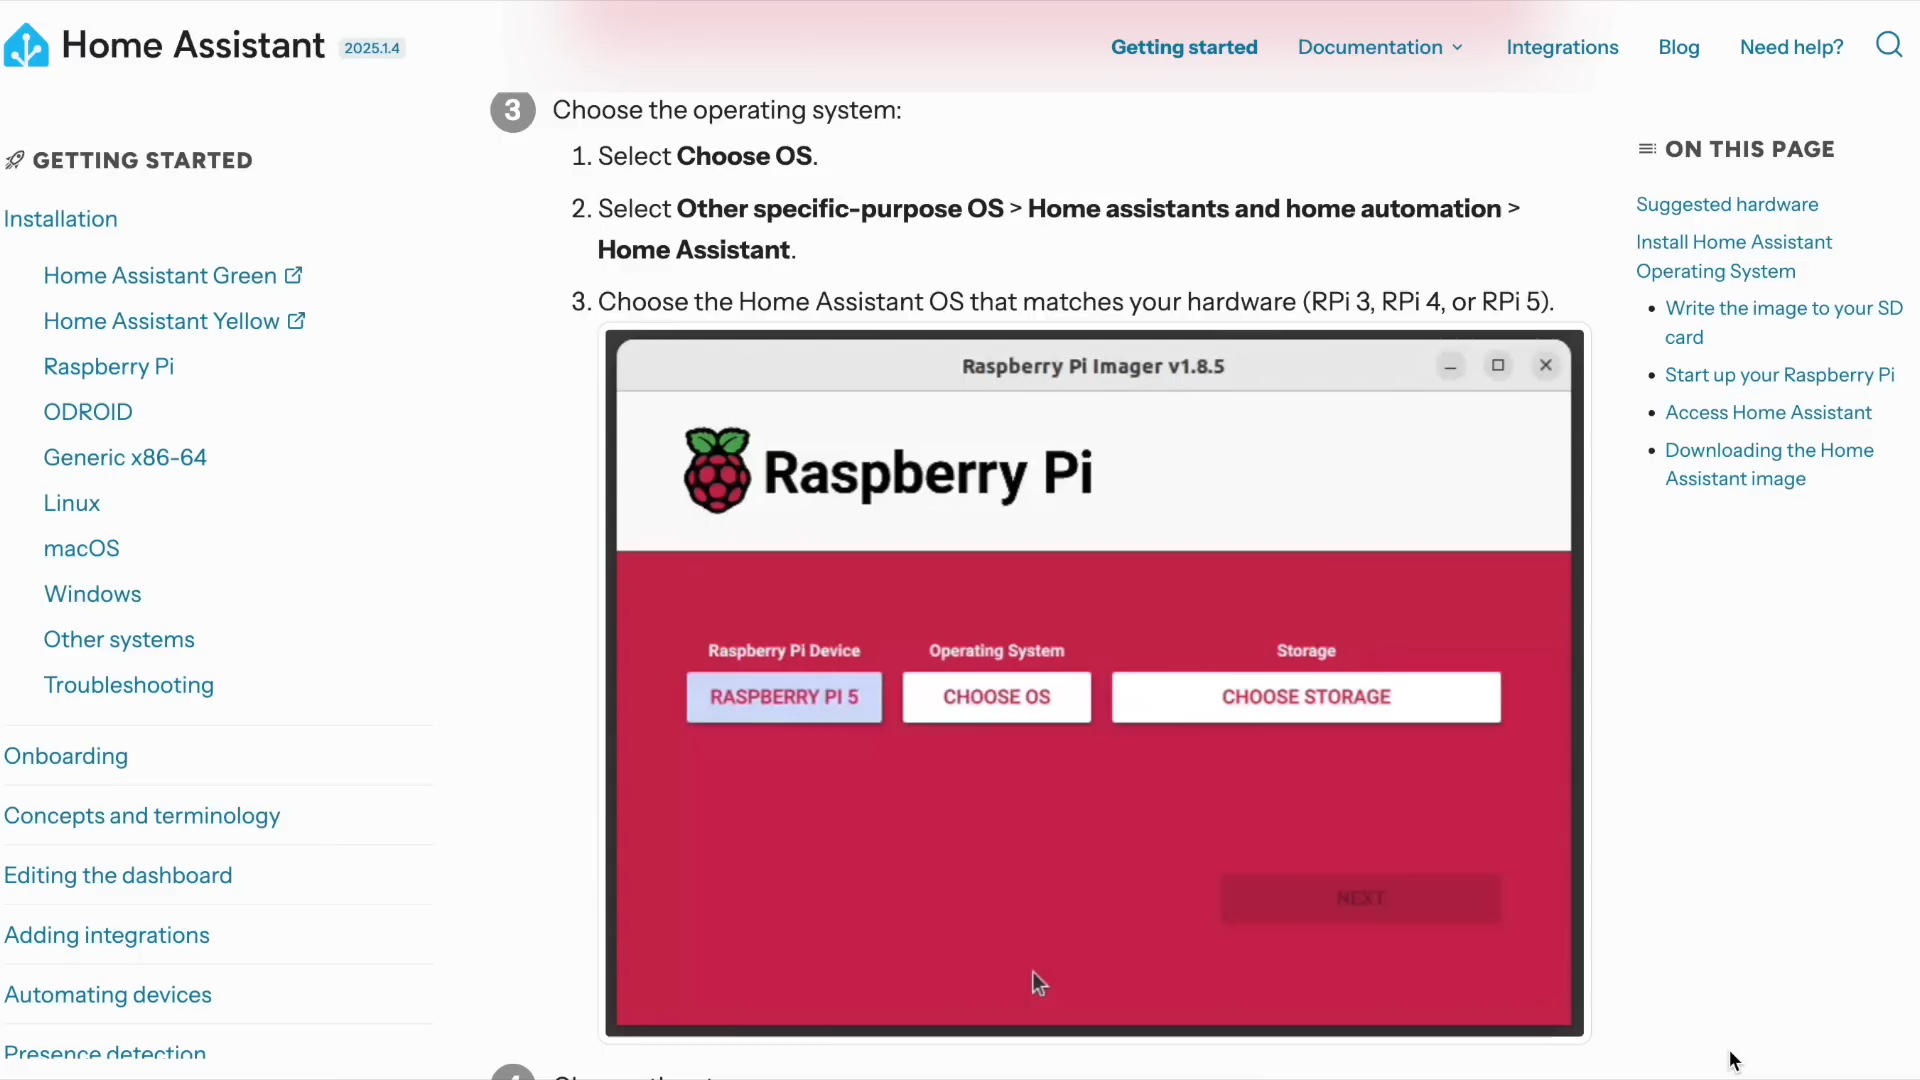 Home Assistant 2025.1.4
Getting started
Documentation
Integrations
Blog
Need help?
GETTING STARTED
Installation
Home Assistant Green
Home Assistant Yellow
Raspberry Pi
ODROID
Generic x86-64
Linux
macOS
Windows
Other systems
Troubleshooting
Onboarding
Concepts and terminology
Editing the dashboard
Adding integrations
Automating devices
Presence detection
3 Choose the operating system:
1. Select Choose OS.
2. Select Other specific-purpose OS > Home assistants and home automation >
Home Assistant.
3. Choose the Home Assistant OS that matches your hardware (RPi 3, RPi 4, or RPi 5).
Raspberry Pi Imager v1.8.5
Raspberry Pi
Raspberry Pi Device
Operating System
Storage
RASPBERRY PI 5
CHOOSE OS
CHOOSE STORAGE
NEXT
ON THIS PAGE
Suggested hardware
Install Home Assistant
Operating System
Write the image to your SD
card
Start up your Raspberry Pi
Access Home Assistant
Downloading the Home
Assistant image